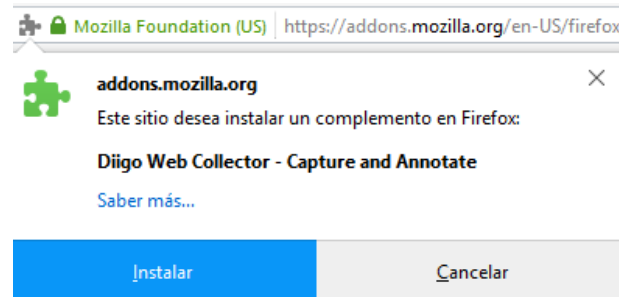 Mozilla Foundation (US) https://addons.mozilla.org/en-US/firefox
addons.mozilla.org
Este sitio desea instalar un complemento en Firefox:
Diigo Web Collector - Capture and Annotate
Saber más...
Instalar Cancelar